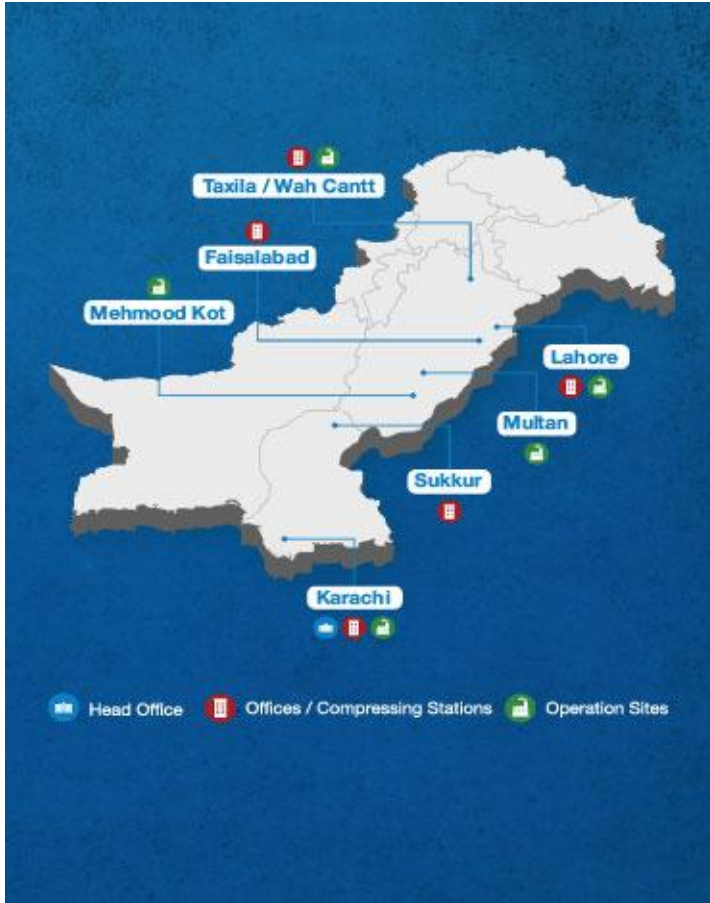 Taxila / Wah Cantt
Faisalabad
Mehmood Kot
Lahore
Multan
Sukkur
Karachi
Head Office
Offices / Compressing Stations
Operation Sites